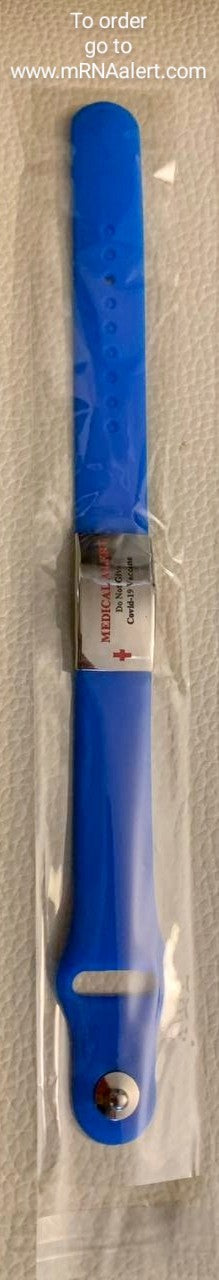 To order
go to
www.mRNAalert.com
MEDICAL ALERT
Do Not Give
Covid-19 Vaccine